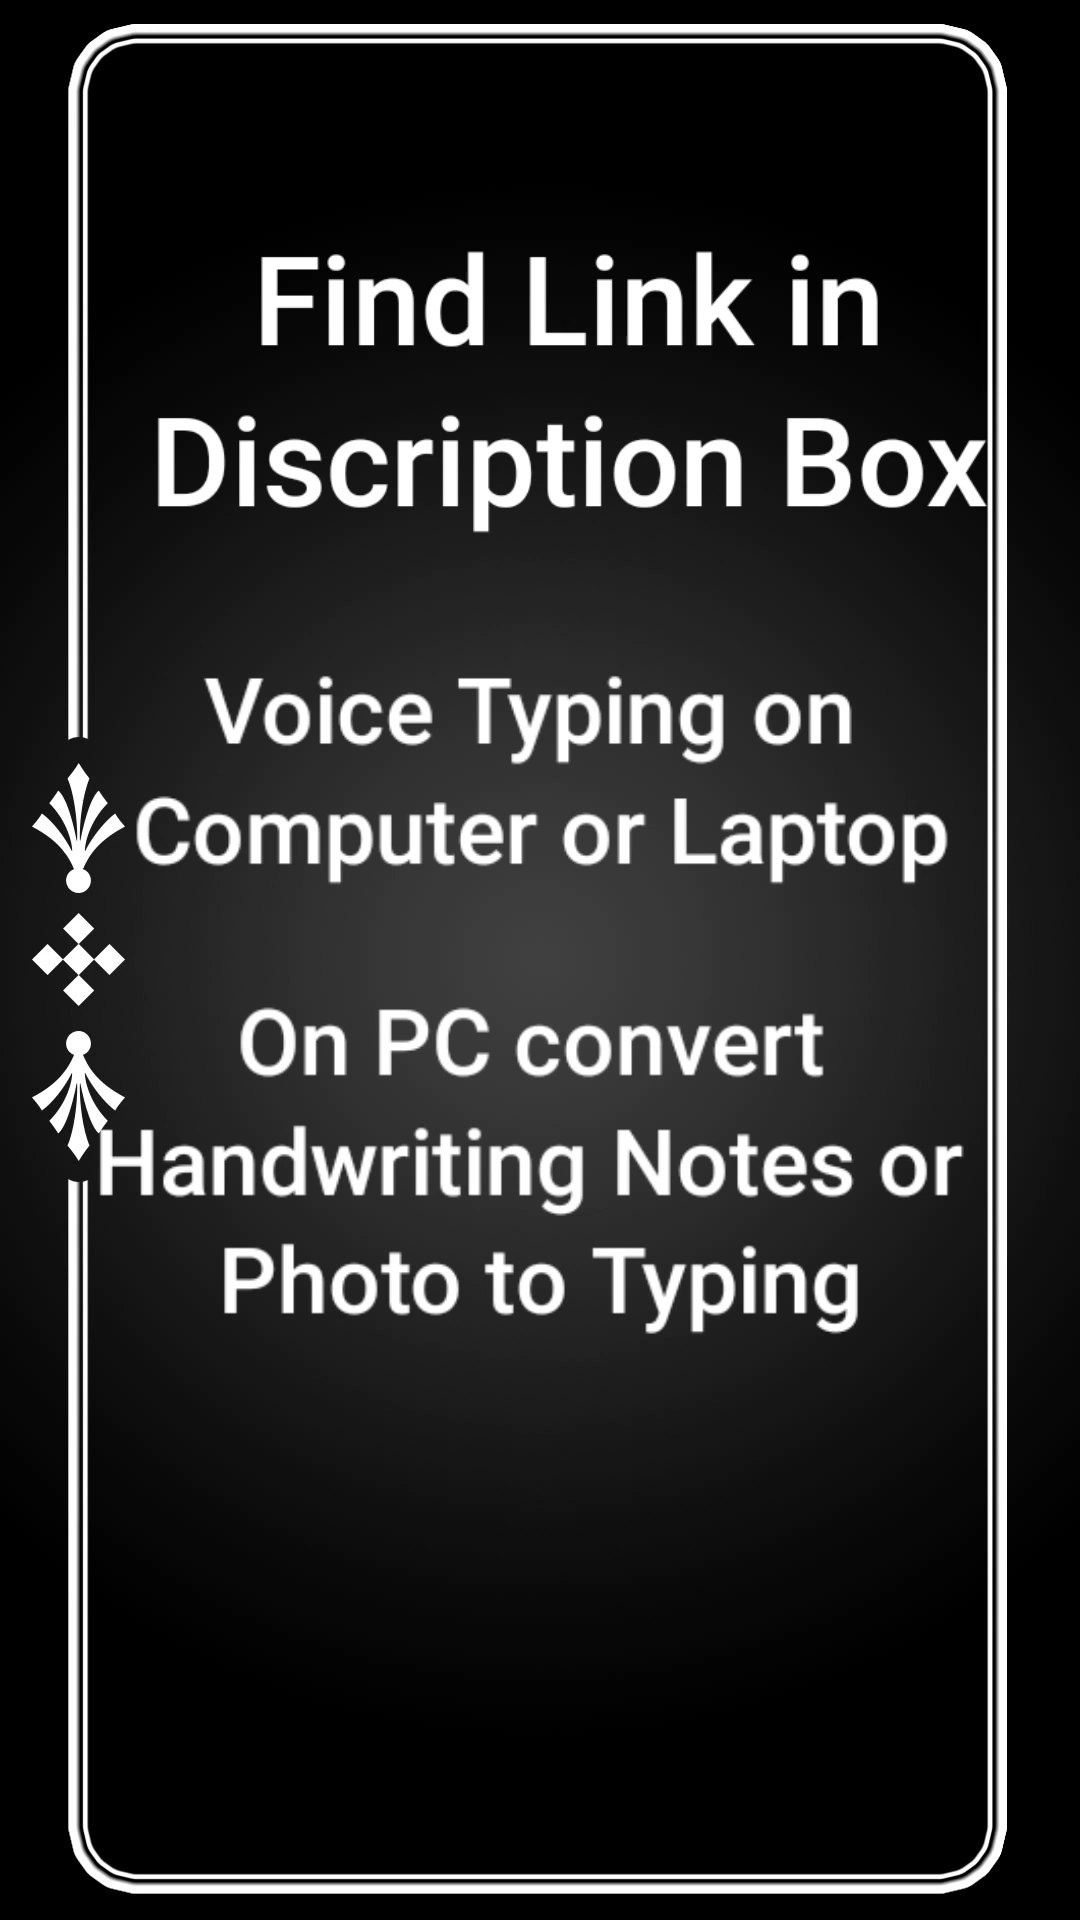 Find Link in
Discription Box
Voice Typing on
Computer or Laptop
On PC convert
Handwriting Notes or
Photo to Typing